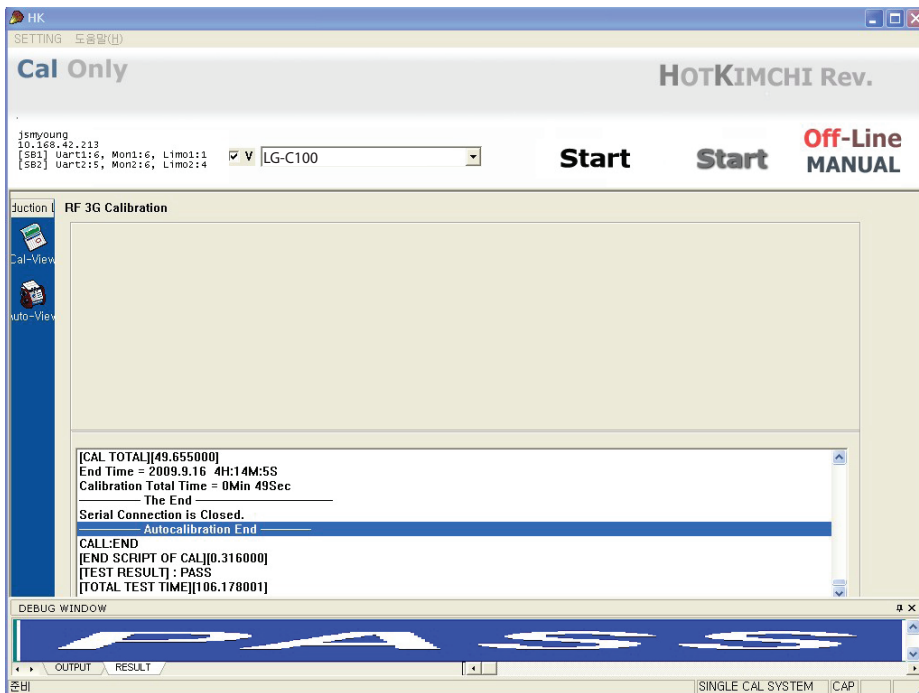 HK
SETTING 도움말(H)
Cal Only
HOTKIMCHI Rev.
jsmyoung
10.168.42.213
[SB1] Uart1:6, Mon1:6, Limo1:1
[SB2] Uart2:5, Mon2:6, Limo2:4
V LG-C100
Start
Start
Off-Line
MANUAL
duction
RF 3G Calibration
Cal-View
uto-View
[CAL TOTAL][49.655000]
End Time = 2009.9.16 4H:14M:5S
Calibration Total Time = 0Min 49Sec
———— The End ————————
Serial Connection is Closed.
———— Autocalibration End ————
CALL:END
[END SCRIPT OF CAL][0.316000]
[TEST RESULT] : PASS
[TOTAL TEST TIME][106.178001]
DEBUG WINDOW
PASS
OUTPUT RESULT
준비
SINGLE CAL SYSTEM CAP